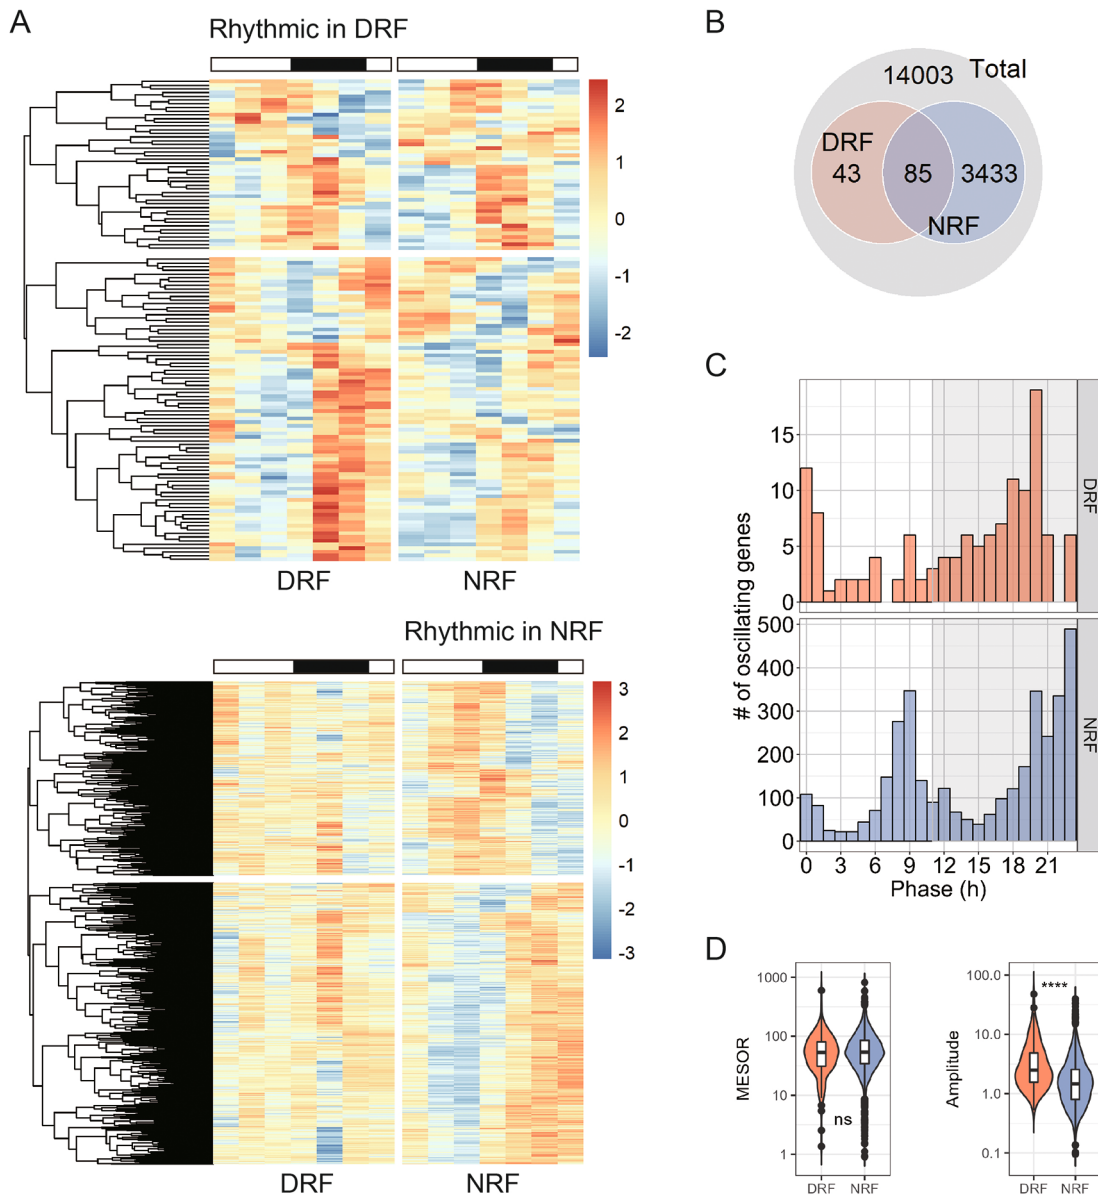 A
Rhythmic in DRF
2
1
0
-1
-2
DRF
NRF
Rhythmic in NRF
3
2
1
0
-1
-2
-3
DRF
NRF
B
14003
Total
DRF
43
85
3433
NRF
C
# of oscillating genes
15
10
5
0
DRF
500
400
300
200
100
0
NRF
0 3 6 9 12 15 18 21
Phase (h)
D
MESOR
1000
100
10
1
ns
DRF NRF
Amplitude
100.0
10.0
1.0
0.1
****
DRF NRF